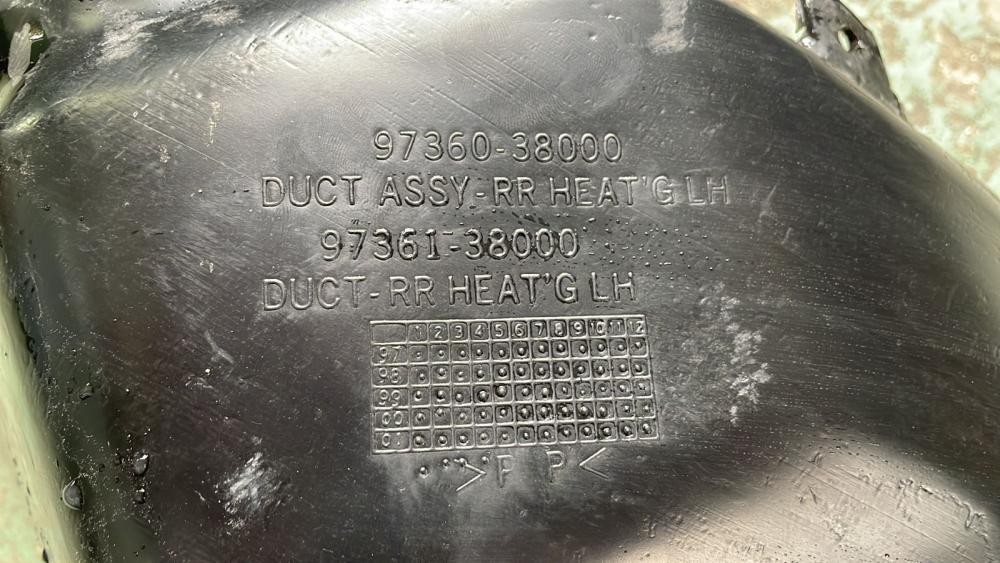 97360-38000
DUCT ASSY-RR HEAT'G LH
97361-38000
DUCT-RR HEAT'G LH
1 2 3 4 5 6 7 8 9 10 11 12
97
98
99
00
01
>P P<